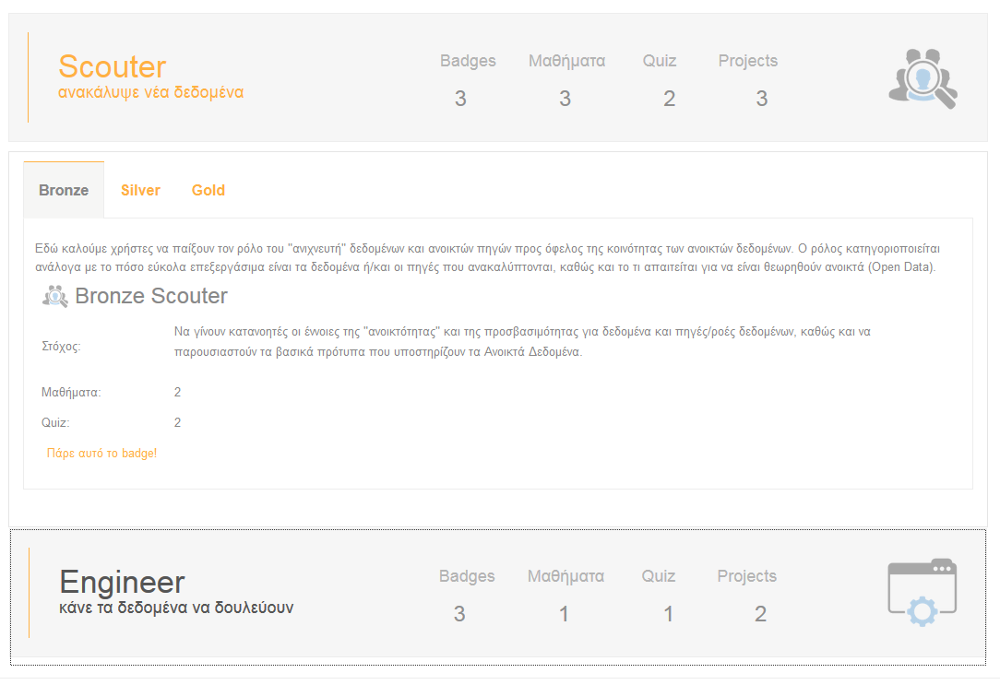 Scouter
ανακάλυψε νέα δεδομένα
Badges Μαθήματα Quiz Projects
3 3 2 3
Bronze Silver Gold
Εδώ καλούμε χρήστες να παίξουν τον ρόλο του "ανιχνευτή" δεδομένων και ανοικτών πηγών προς όφελος της κοινότητας των ανοικτών δεδομένων. Ο ρόλος κατηγοριοποιείται
ανάλογα με το πόσο εύκολα επεξεργάσιμα είναι τα δεδομένα ή/και οι πηγές που ανακαλύπτονται, καθώς και το τι απαιτείται για να είναι θεωρηθούν ανοικτά (Open Data).
Bronze Scouter
Στόχος:
Να γίνουν κατανοητές οι έννοιες της "ανοικτότητας" και της προσβασιμότητας για δεδομένα και πηγές/ροές δεδομένων, καθώς και να
παρουσιαστούν τα βασικά πρότυπα που υποστηρίζουν τα Ανοικτά Δεδομένα.
Μαθήματα: 2
Quiz: 2
Πάρε αυτό το badge!
Engineer
κάνε τα δεδομένα να δουλεύουν
Badges Μαθήματα Quiz Projects
3 1 1 2